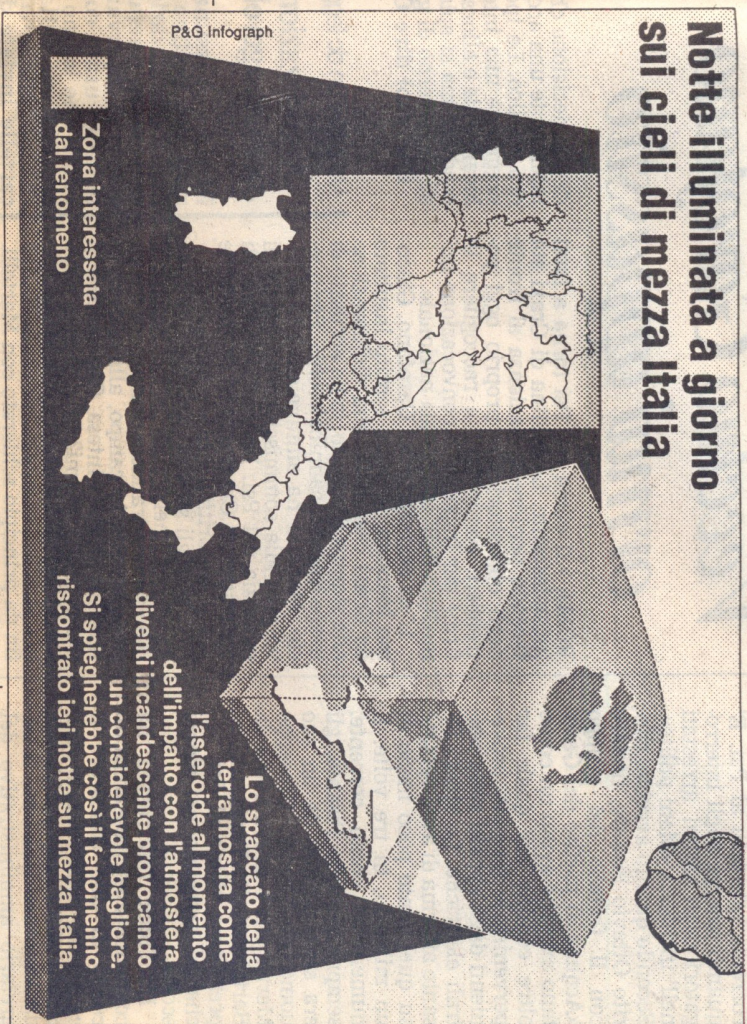 Notte illuminata a giorno
sui cieli di mezza Italia
P&G Infograph
Zona interessata
dal fenomeno
Lo spaccato della
terra mostra come
l'asteroide al momento
dell'impatto con l'atmosfera
diventi incandescente provocando
un considerevole bagliore.
Si spiegherebbe così il fenomenno
riscontrato ieri notte su mezza Italia.